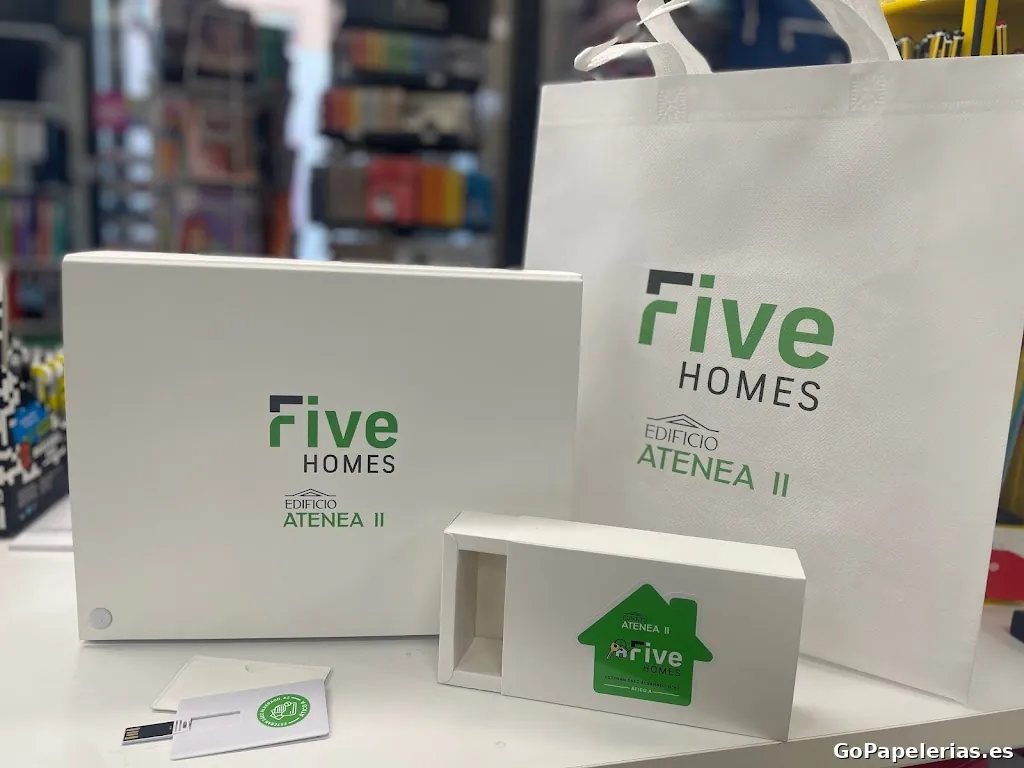 Five
HOMES
EDIFICIO
ATENEA II
Five
HOMES
EDIFICIO
ATENEA II
ATENEA II
Five
HOMES
GoPapelerias.es